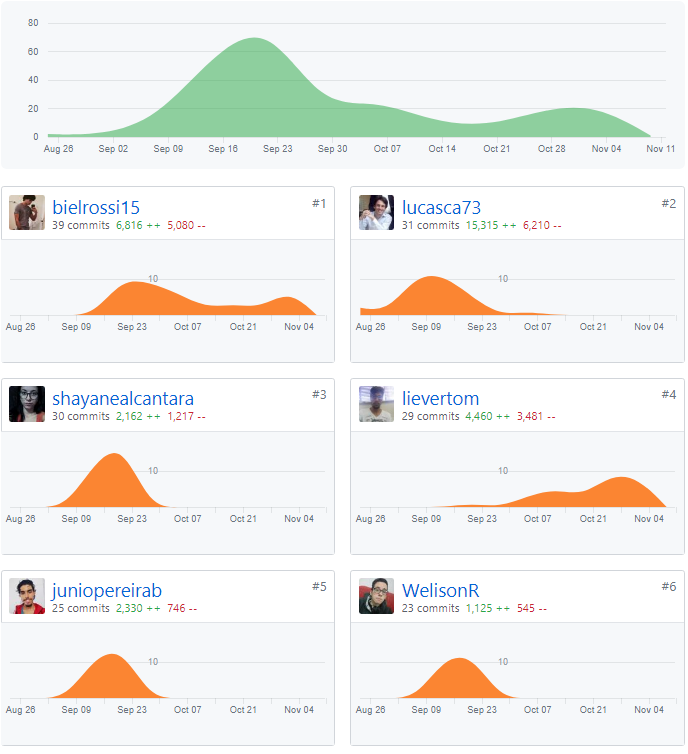 80
60
40
20
0
Aug 26 Sep 02 Sep 09 Sep 16 Sep 23 Sep 30 Oct 07 Oct 14 Oct 21 Oct 28 Nov 04 Nov 11
bielrossi15 #1
39 commits 6,816 ++ 5,080 --
10
Aug 26 Sep 09 Sep 23 Oct 07 Oct 21 Nov 04
lucasca73 #2
31 commits 15,315 ++ 6,210 --
10
Aug 26 Sep 09 Sep 23 Oct 07 Oct 21 Nov 04
shayanealcantara #3
30 commits 2,162 ++ 1,217 --
10
Aug 26 Sep 09 Sep 23 Oct 07 Oct 21 Nov 04
lievertom #4
29 commits 4,460 ++ 3,481 --
10
Aug 26 Sep 09 Sep 23 Oct 07 Oct 21 Nov 04
juniopereirab #5
25 commits 2,330 ++ 746 --
10
Aug 26 Sep 09 Sep 23 Oct 07 Oct 21 Nov 04
WelisonR #6
23 commits 1,125 ++ 545 --
10
Aug 26 Sep 09 Sep 23 Oct 07 Oct 21 Nov 04